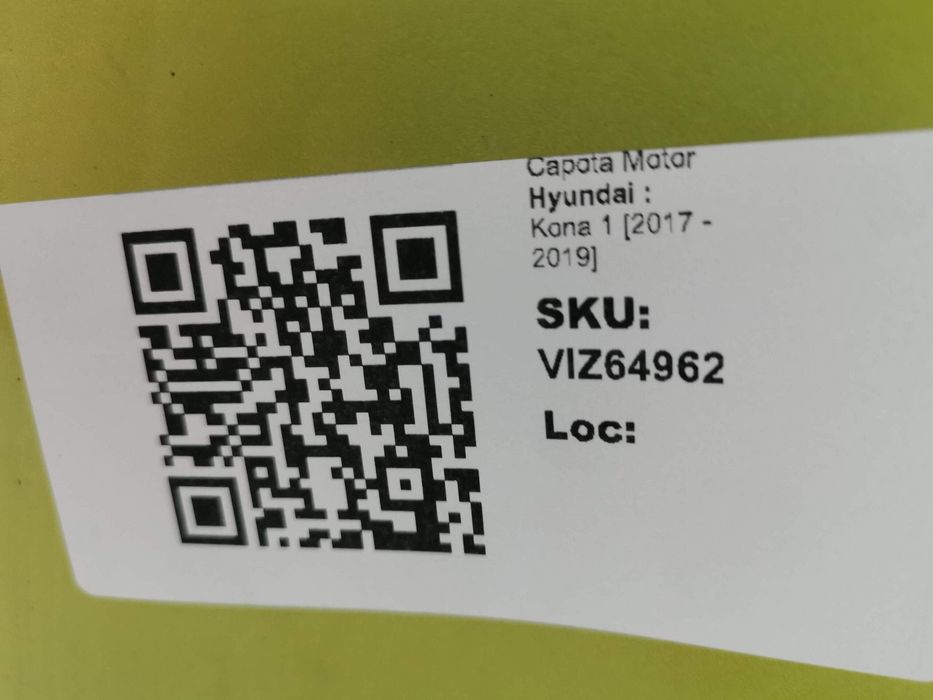 Capota Motor
Hyundai :
Kona 1 [2017 -
2019]
SKU:
VIZ64962
Loc: